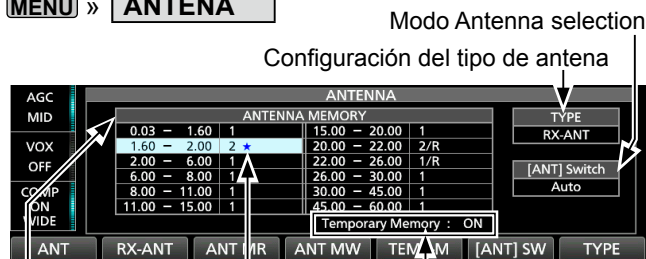 MENU » ANTENA
Modo Antenna selection
Configuración del tipo de antena
AGC
MID
VOX
OFF
COMP
ON
WIDE
ANTENNA
ANTENNA MEMORY
0.03 – 1.60 1
1.60 – 2.00 2 ★
2.00 – 6.00 1
6.00 – 8.00 1
8.00 – 11.00 1
11.00 – 15.00 1
15.00 – 20.00 1
20.00 – 22.00 2/R
22.00 – 26.00 1/R
26.00 – 30.00 1
30.00 – 45.00 1
45.00 – 60.00 1
Temporary Memory : ON
TYPE
RX-ANT
[ANT] Switch
Auto
ANT RX-ANT ANT MR ANT MW [ANT] SW TYPE